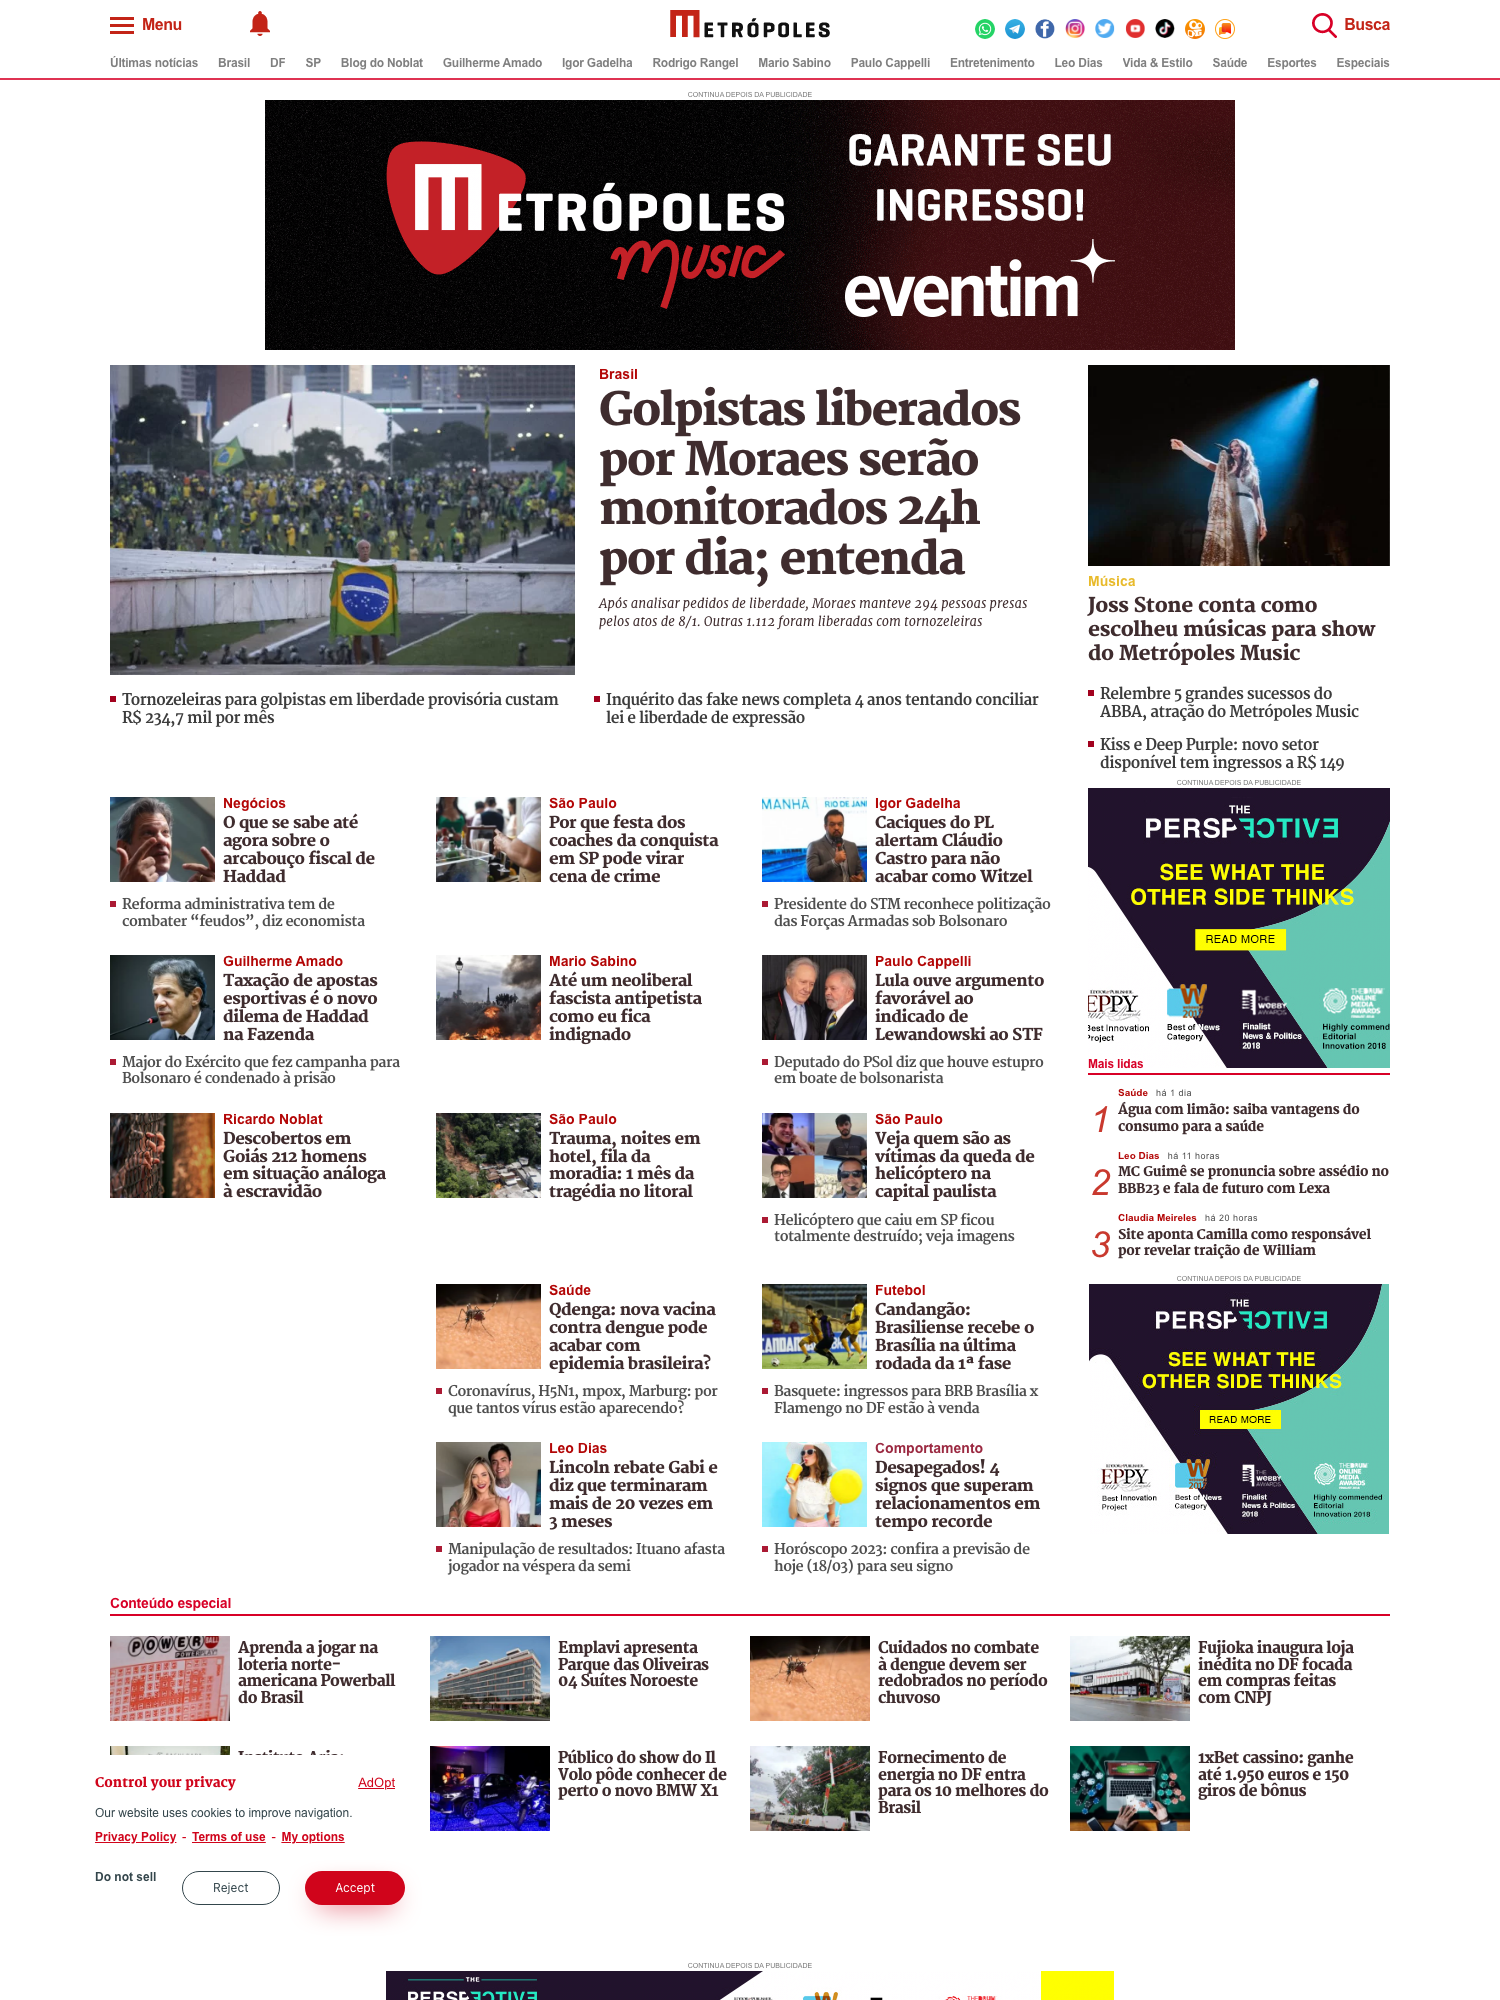 Menu
METRÓPOLES
Busca
Últimas notícias Brasil DF SP Blog do Noblat Guilherme Amado Igor Gadelha Rodrigo Rangel Mario Sabino Paulo Cappelli Entretenimento Leo Dias Vida & Estilo Saúde Esportes Especiais
CONTINUA DEPOIS DA PUBLICIDADE
METRÓPOLES
music
GARANTE SEU
INGRESSO!
eventim
Brasil
Golpistas liberados
por Moraes serão
monitorados 24h
por dia; entenda
Após analisar pedidos de liberdade, Moraes manteve 294 pessoas presas
pelos atos de 8/1. Outras 1.112 foram liberadas com tornozeleiras
Tornozeleiras para golpistas em liberdade provisória custam
R$ 234,7 mil por mês
Inquérito das fake news completa 4 anos tentando conciliar
lei e liberdade de expressão
Música
Joss Stone conta como
escolheu músicas para show
do Metrópoles Music
Relembre 5 grandes sucessos do
ABBA, atração do Metrópoles Music
Kiss e Deep Purple: novo setor
disponível tem ingressos a R$ 149
CONTINUA DEPOIS DA PUBLICIDADE
Negócios
O que se sabe até
agora sobre o
arcabouço fiscal de
Haddad
Reforma administrativa tem de
combater “feudos”, diz economista
São Paulo
Por que festa dos
coaches da conquista
em SP pode virar
cena de crime
MANHÃ RIO DE JANE
Igor Gadelha
Caciques do PL
alertam Cláudio
Castro para não
acabar como Witzel
Presidente do STM reconhece politização
das Forças Armadas sob Bolsonaro
Guilherme Amado
Taxação de apostas
esportivas é o novo
dilema de Haddad
na Fazenda
Major do Exército que fez campanha para
Bolsonaro é condenado à prisão
Mario Sabino
Até um neoliberal
fascista antipetista
como eu fica
indignado
Paulo Cappelli
Lula ouve argumento
favorável ao
indicado de
Lewandowski ao STF
Deputado do PSol diz que houve estupro
em boate de bolsonarista
Ricardo Noblat
Descobertos em
Goiás 212 homens
em situação análoga
à escravidão
São Paulo
Trauma, noites em
hotel, fila da
moradia: 1 mês da
tragédia no litoral
São Paulo
Veja quem são as
vítimas da queda de
helicóptero na
capital paulista
Helicóptero que caiu em SP ficou
totalmente destruído; veja imagens
Saúde
Qdenga: nova vacina
contra dengue pode
acabar com
epidemia brasileira?
Coronavírus, H5N1, mpox, Marburg: por
que tantos vírus estão aparecendo?
Futebol
Candangão:
Brasiliense recebe o
Brasília na última
rodada da 1ª fase
Basquete: ingressos para BRB Brasília x
Flamengo no DF estão à venda
Leo Dias
Lincoln rebate Gabi e
diz que terminaram
mais de 20 vezes em
3 meses
Manipulação de resultados: Ituano afasta
jogador na véspera da semi
Comportamento
Desapegados! 4
signos que superam
relacionamentos em
tempo recorde
Horóscopo 2023: confira a previsão de
hoje (18/03) para seu signo
THE
PERSPECTIVE
SEE WHAT THE
OTHER SIDE THINKS
READ MORE
EPPY
2017 Awards
Best Innovation
Project
W
2017
Best of News
Category
THE WEBBY AWARDS
Finalist
News & Politics
2018
THE DRUM
ONLINE
MEDIA
AWARDS
Highly commend
Editorial
Innovation 2018
Mais lidas
1
Saúde há 1 dia
Água com limão: saiba vantagens do
consumo para a saúde
2
Leo Dias há 11 horas
MC Guimê se pronuncia sobre assédio no
BBB23 e fala de futuro com Lexa
3
Claudia Meireles há 20 horas
Site aponta Camilla como responsável
por revelar traição de William
CONTINUA DEPOIS DA PUBLICIDADE
THE
PERSPECTIVE
SEE WHAT THE
OTHER SIDE THINKS
READ MORE
EPPY
Best Innovation
Project
W
2017
Best of News
Category
THE WEBBY AWARDS
Finalist
News & Politics
2018
THE DRUM
ONLINE
MEDIA
AWARDS
Highly commended
Editorial
Innovation 2018
Conteúdo especial
POWER
POWERPLAY
Aprenda a jogar na
loteria norte-
americana Powerball
do Brasil
Emplavi apresenta
Parque das Oliveiras
04 Suítes Noroeste
Cuidados no combate
à dengue devem ser
redobrados no período
chuvoso
Fujioka inaugura loja
inédita no DF focada
em compras feitas
com CNPJ
Público do show do Il
Volo pôde conhecer de
perto o novo BMW X1
Fornecimento de
energia no DF entra
para os 10 melhores do
Brasil
1xBet cassino: ganhe
até 1.950 euros e 150
giros de bônus
Control your privacy
AdOpt
Our website uses cookies to improve navigation.
Privacy Policy - Terms of use - My options
Do not sell
Reject
Accept
CONTINUA DEPOIS DA PUBLICIDADE
THE
PERSPECTIVE